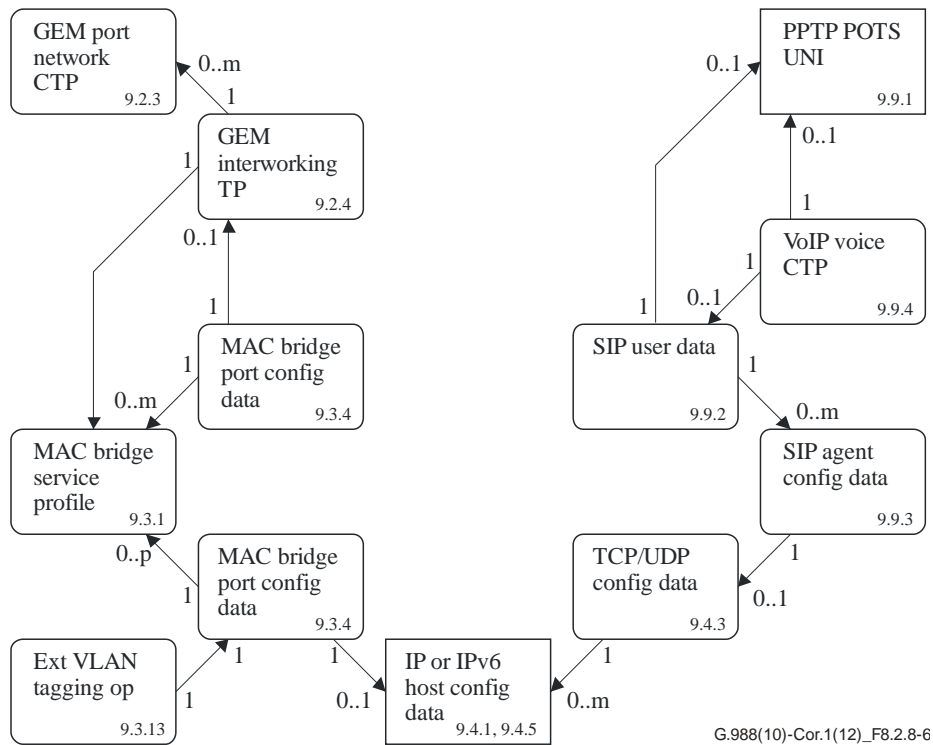 GEM port
network
CTP
9.2.3
0..m
1
GEM
interworking
TP
9.2.4
1
0..1
1
MAC bridge
port config
data
9.3.4
1
0..m
MAC bridge
service
profile
9.3.1
0..p
1
MAC bridge
port config
data
9.3.4
Ext VLAN
tagging op
9.3.13
1
1
1
0..1
IP or IPv6
host config
data
9.4.1, 9.4.5
PPTP POTS
UNI
9.9.1
0..1
0..1
1
VoIP voice
CTP
9.9.4
1
0..1
1
SIP user data
9.9.2
1
0..m
SIP agent
config data
9.9.3
1
0..1
TCP/UDP
config data
9.4.3
1
0..m
G.988(10)-Cor.1(12)_F8.2.8-6